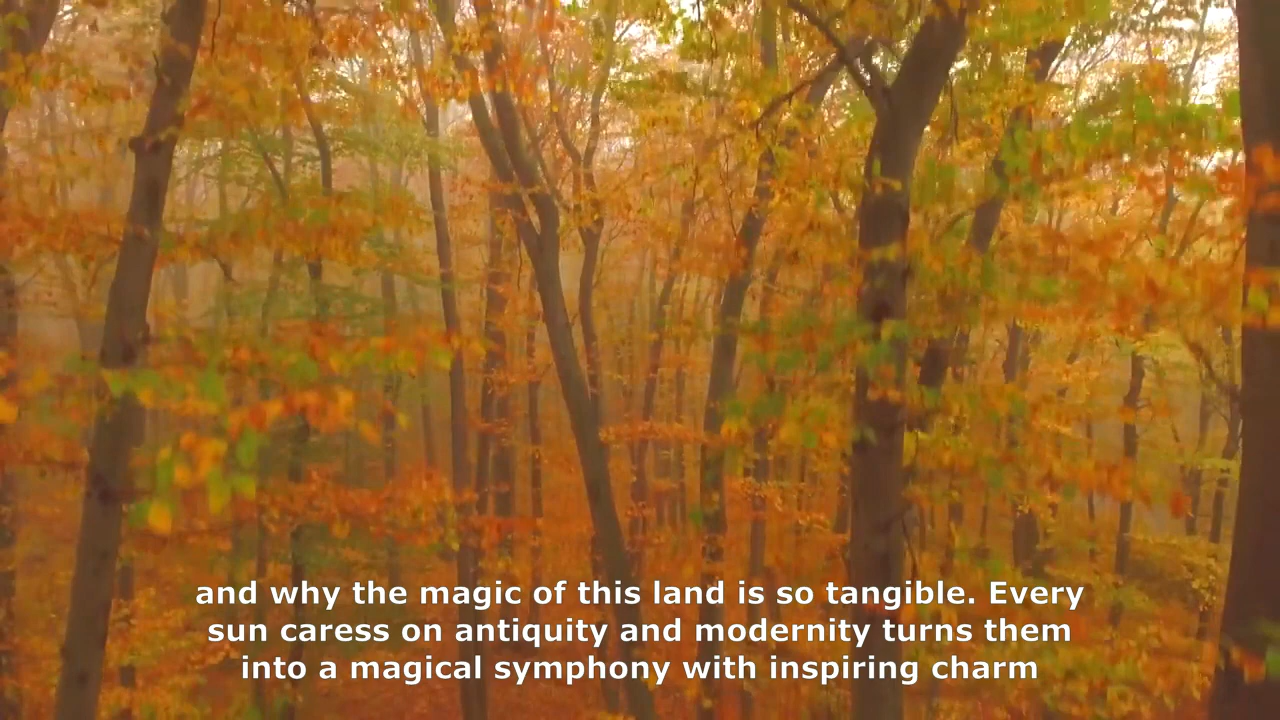 and why the magic of this land is so tangible. Every
sun caress on antiquity and modernity turns them
into a magical symphony with inspiring charm